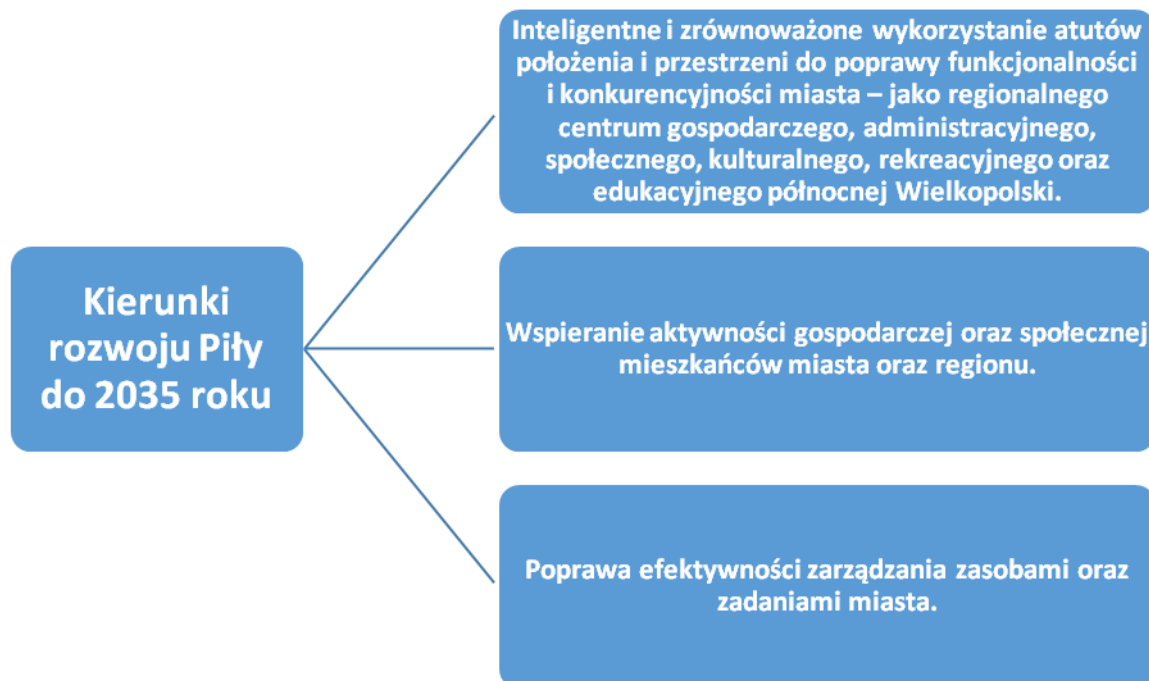 Inteligentne i zrównoważone wykorzystanie atutów
położenia i przestrzeni do poprawy funkcjonalności
i konkurencyjności miasta – jako regionalnego
centrum gospodarczego, administracyjnego,
społecznego, kulturalnego, rekreacyjnego oraz
edukacyjnego północnej Wielkopolski.
Kierunki
rozwoju Piły
do 2035 roku
Wspieranie aktywności gospodarczej oraz społecznej
mieszkańców miasta oraz regionu.
Poprawa efektywności zarządzania zasobami oraz
zadaniami miasta.